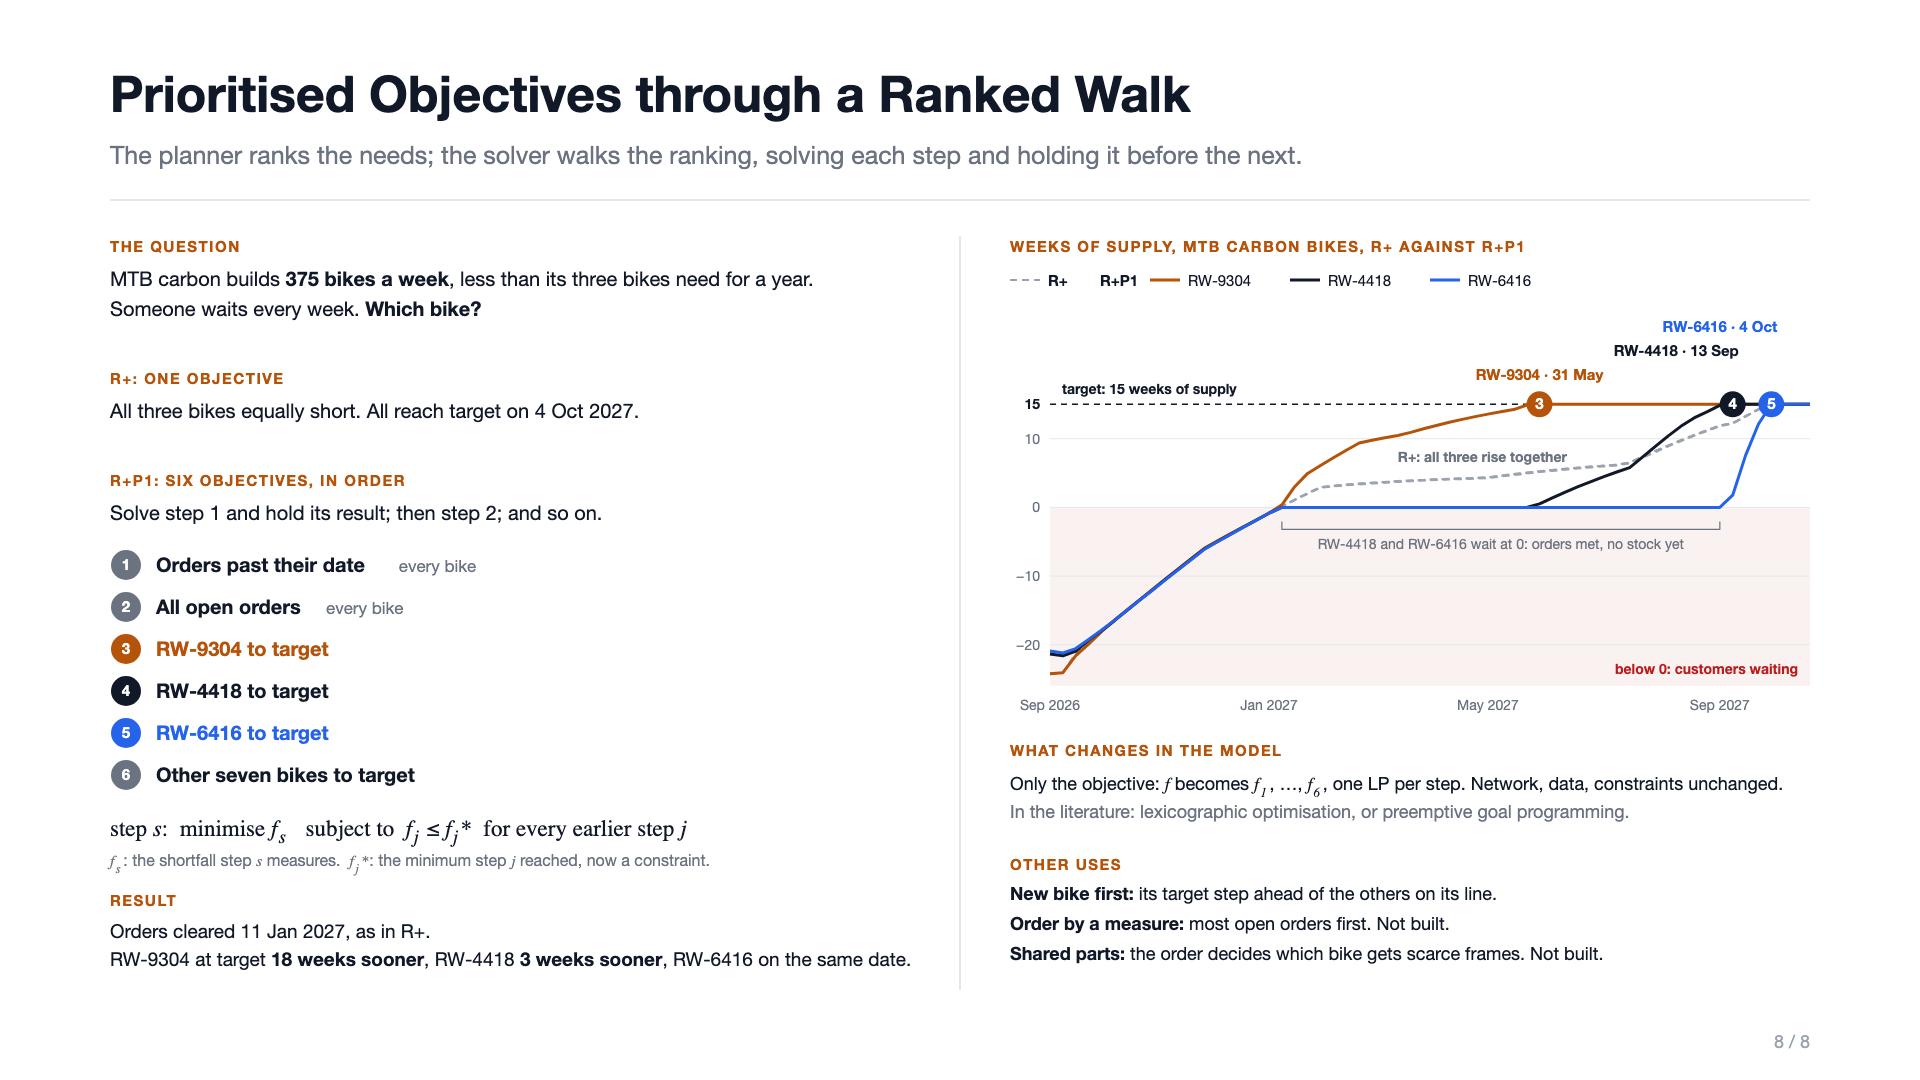 Prioritised Objectives through a Ranked Walk
The planner ranks the needs; the solver walks the ranking, solving each step and holding it before the next.
THE QUESTION
MTB carbon builds 375 bikes a week, less than its three bikes need for a year.
Someone waits every week. Which bike?
R+: ONE OBJECTIVE
All three bikes equally short. All reach target on 4 Oct 2027.
R+P1: SIX OBJECTIVES, IN ORDER
Solve step 1 and hold its result; then step 2; and so on.
1 Orders past their date every bike
2 All open orders every bike
3 RW-9304 to target
4 RW-4418 to target
5 RW-6416 to target
6 Other seven bikes to target
step s: minimise f_s subject to f_j ≤ f_j* for every earlier step j
f_s: the shortfall step s measures. f_j*: the minimum step j reached, now a constraint.
RESULT
Orders cleared 11 Jan 2027, as in R+.
RW-9304 at target 18 weeks sooner, RW-4418 3 weeks sooner, RW-6416 on the same date.
WEEKS OF SUPPLY, MTB CARBON BIKES, R+ AGAINST R+P1
R+ R+P1 RW-9304 RW-4418 RW-6416
RW-6416 · 4 Oct
RW-4418 · 13 Sep
RW-9304 · 31 May
target: 15 weeks of supply
15 3 4 5
10
R+: all three rise together
0
RW-4418 and RW-6416 wait at 0: orders met, no stock yet
−10
−20
below 0: customers waiting
Sep 2026 Jan 2027 May 2027 Sep 2027
WHAT CHANGES IN THE MODEL
Only the objective: f becomes f_1, …, f_6, one LP per step. Network, data, constraints unchanged.
In the literature: lexicographic optimisation, or preemptive goal programming.
OTHER USES
New bike first: its target step ahead of the others on its line.
Order by a measure: most open orders first. Not built.
Shared parts: the order decides which bike gets scarce frames. Not built.
8 / 8